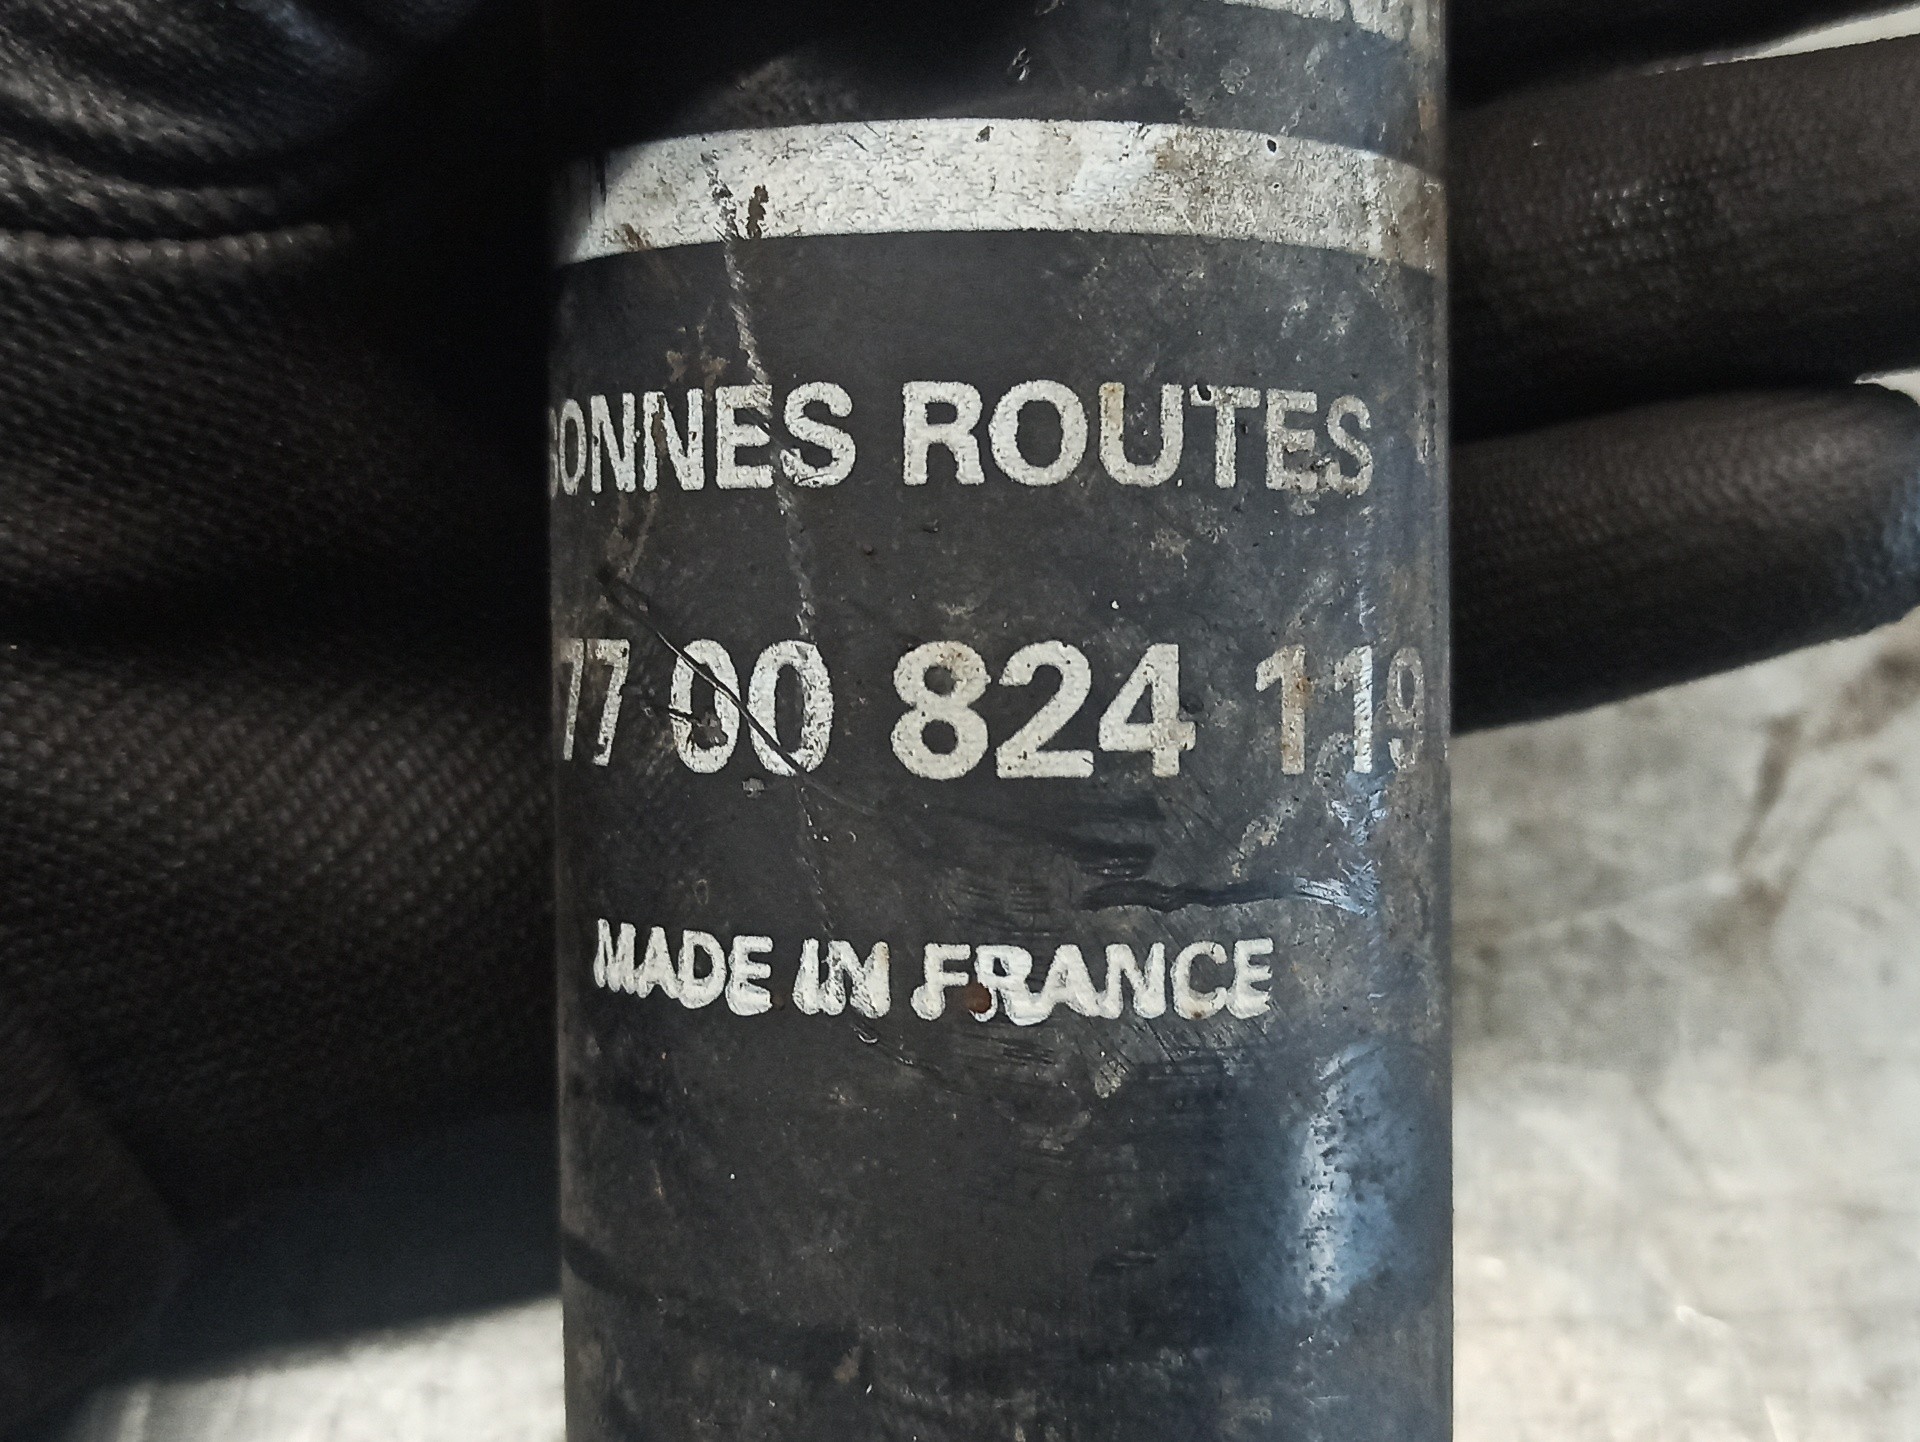 BONNES ROUTES
77 00 824 119
MADE IN FRANCE